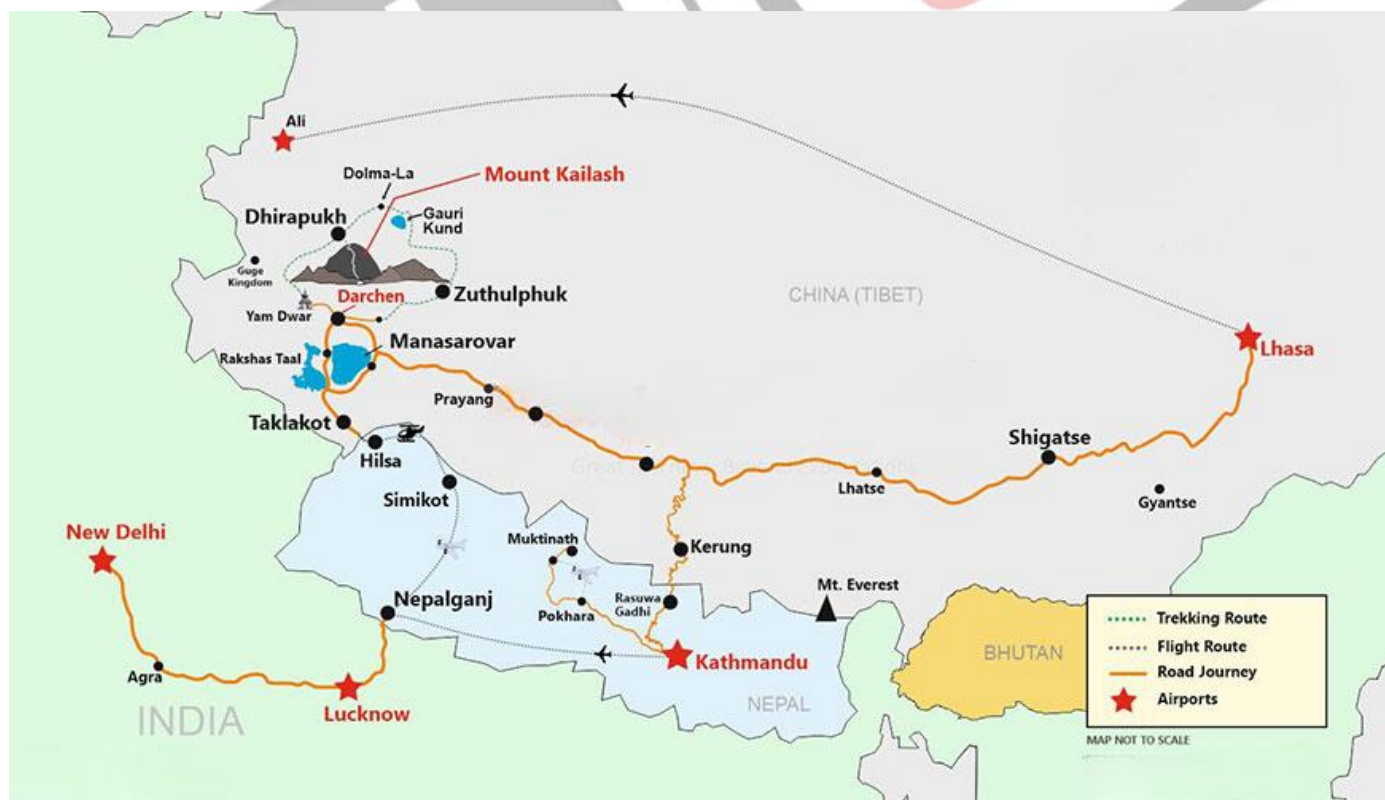 Ali
Dolma-La
Mount Kailash
Dhirapukh
Gauri
Kund
Guge
Kingdom
Darchen
Zuthulphuk
Yam Dwar
CHINA (TIBET)
Manasarovar
Rakshas Taal
Lhasa
Prayang
Taklakot
Shigatse
Hilsa
Simikot
Lhatse
Gyantse
New Delhi
Muktinath
Kerung
Mt. Everest
Nepalganj
Rasuwa
Gadhi
Pokhara
Kathmandu
BHUTAN
Agra
NEPAL
INDIA
Lucknow
Trekking Route
Flight Route
Road Journey
Airports
MAP NOT TO SCALE